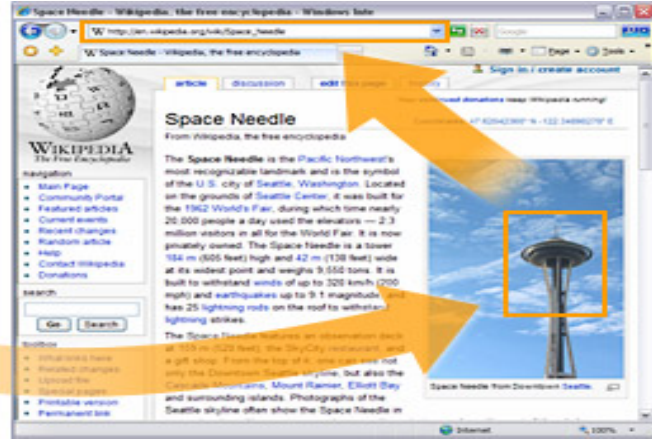 Space Needle - Wikipedia, the free encyclopedia - Windows Inte
W http://en.wikipedia.org/wiki/Space_Needle
Google
W Space Needle - Wikipedia, the free encyclopedia
Page Tools
Sign in / create account
article discussion edit this page
donations keep Wikipedia running!
Space Needle
From Wikipedia, the free encyclopedia
WIKIPEDIA
The Free Encyclopedia
navigation
Main Page
Community Portal
Featured articles
Current events
Recent changes
Random article
Help
Contact Wikipedia
Donations
search
Go Search
toolbox
What links here
Related changes
Upload file
Special pages
Printable version
Permanent link
The Space Needle is the Pacific Northwest's
most recognizable landmark and is the symbol
of the U.S. city of Seattle, Washington. Located
on the grounds of Seattle Center, it was built for
the 1962 World's Fair, during which time nearly
20,000 people a day used the elevators — 2.3
million visitors in all for the World Fair. It is now
privately owned. The Space Needle is a tower
184 m (605 feet) high and 42 m (138 feet) wide
at its widest point and weighs 9,550 tons. It is
built to withstand winds of up to 320 km/h (200
mph) and earthquakes up to 9.1 magnitude and
has 25 lightning rods on the roof to withstand
lightning strikes.
The Space Needle features an observation deck
at 159 m (520 feet), the SkyCity restaurant, and
a gift shop. From the top of it, one can see not
only the Downtown Seattle skyline, but also the
Cascade Mountains, Mount Rainier, Elliott Bay
and surrounding islands. Photographs of the
Seattle skyline often show the Space Needle in
Space Needle from Downtown Seattle.
Internet
100%